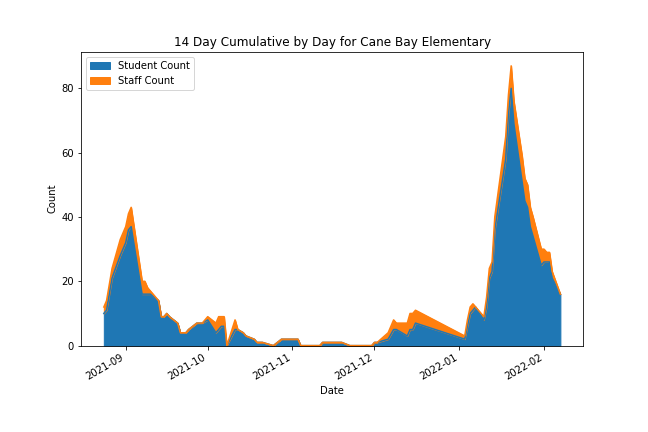 14 Day Cumulative by Day for Cane Bay Elementary
Student Count
Staff Count
80
60
40
20
0
Count
2021-09
2021-10
2021-11
2021-12
2022-01
2022-02
Date